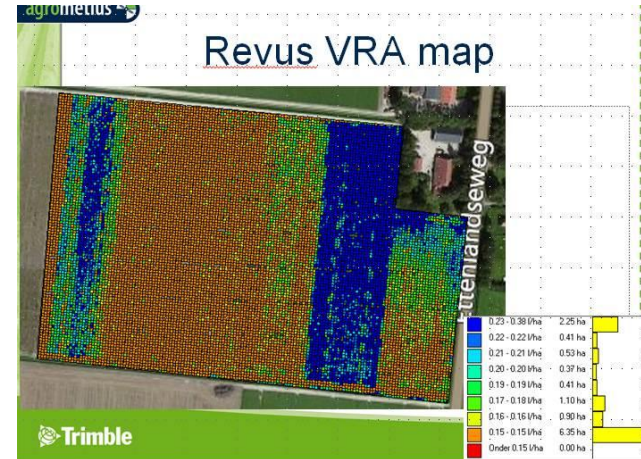 agrometius
Revus VRA map
Ettenlandseweg
0.23 - 0.38 l/ha 2.25 ha
0.22 - 0.22 l/ha 0.41 ha
0.21 - 0.21 l/ha 0.53 ha
0.20 - 0.20 l/ha 0.37 ha
0.19 - 0.19 l/ha 0.41 ha
0.17 - 0.18 l/ha 1.10 ha
0.16 - 0.16 l/ha 0.90 ha
0.15 - 0.15 l/ha 6.35 ha
Onder 0.15 l/ha 0.00 ha
Trimble